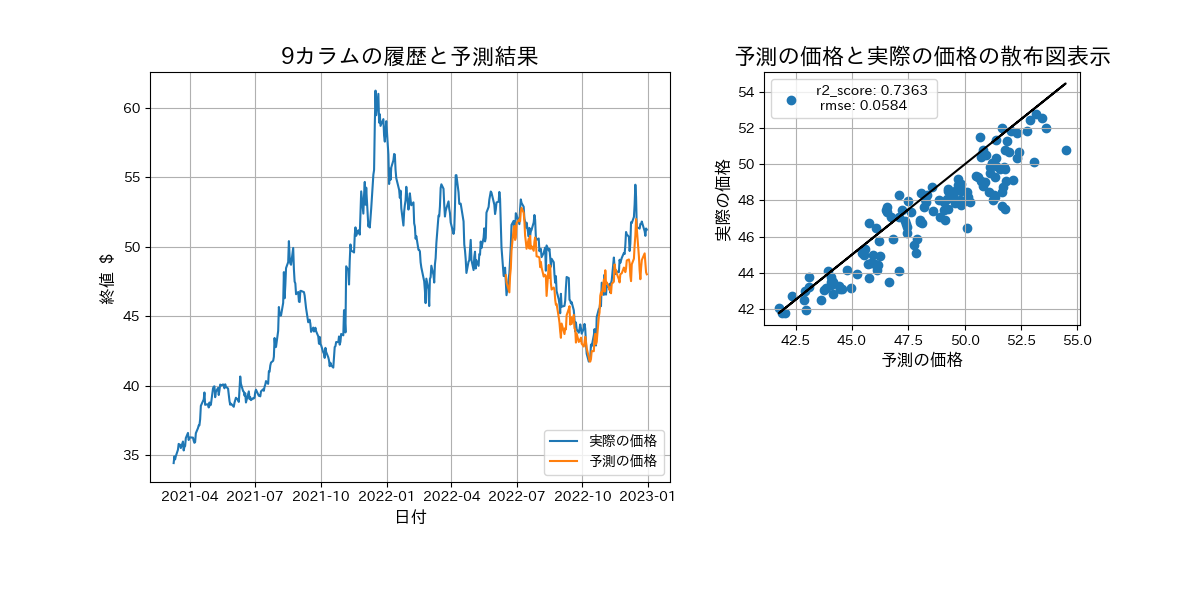 9カラムの履歴と予測結果
終値 $
60
55
50
45
40
35
2021-04 2021-07 2021-10 2022-01 2022-04 2022-07 2022-10 2023-01
日付
実際の価格
予測の価格
予測の価格と実際の価格の散布図表示
r2_score: 0.7363
rmse: 0.0584
実際の価格
54
52
50
48
46
44
42
42.5 45.0 47.5 50.0 52.5 55.0
予測の価格